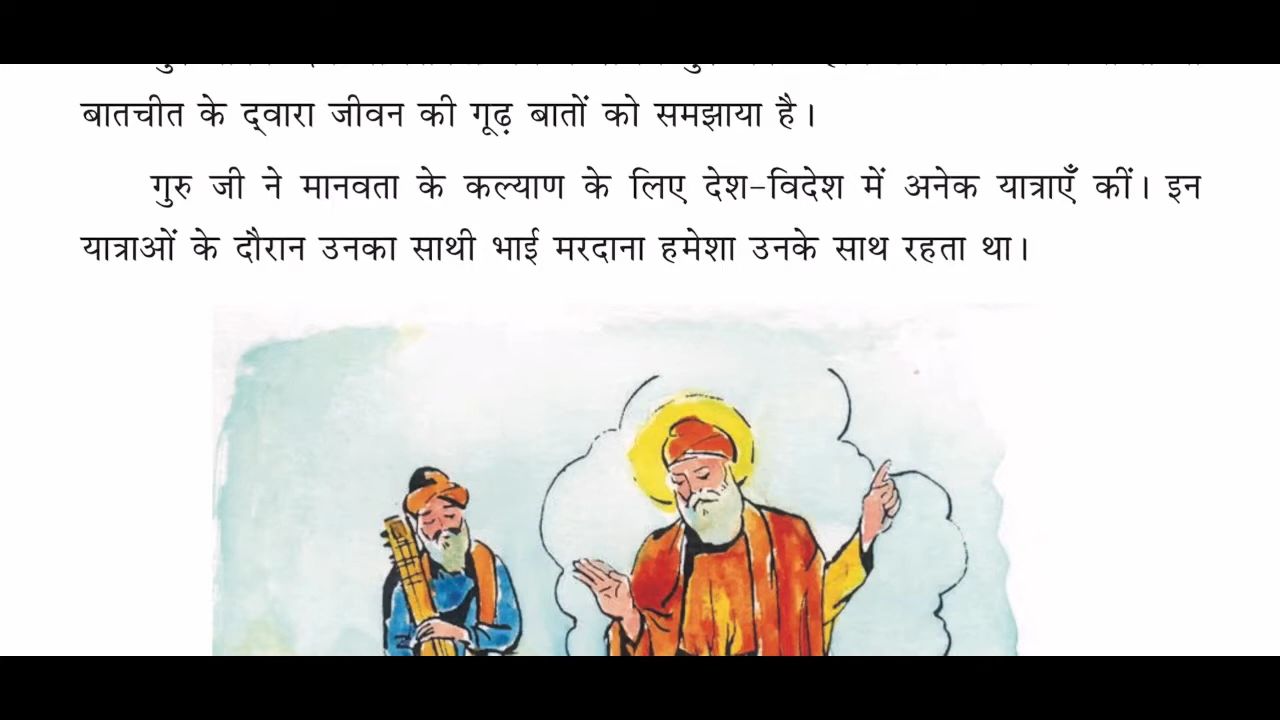 बातचीत के द्वारा जीवन की गूढ़ बातों को समझाया है।
गुरु जी ने मानवता के कल्याण के लिए देश-विदेश में अनेक यात्राएँ कीं। इन
यात्राओं के दौरान उनका साथी भाई मरदाना हमेशा उनके साथ रहता था।